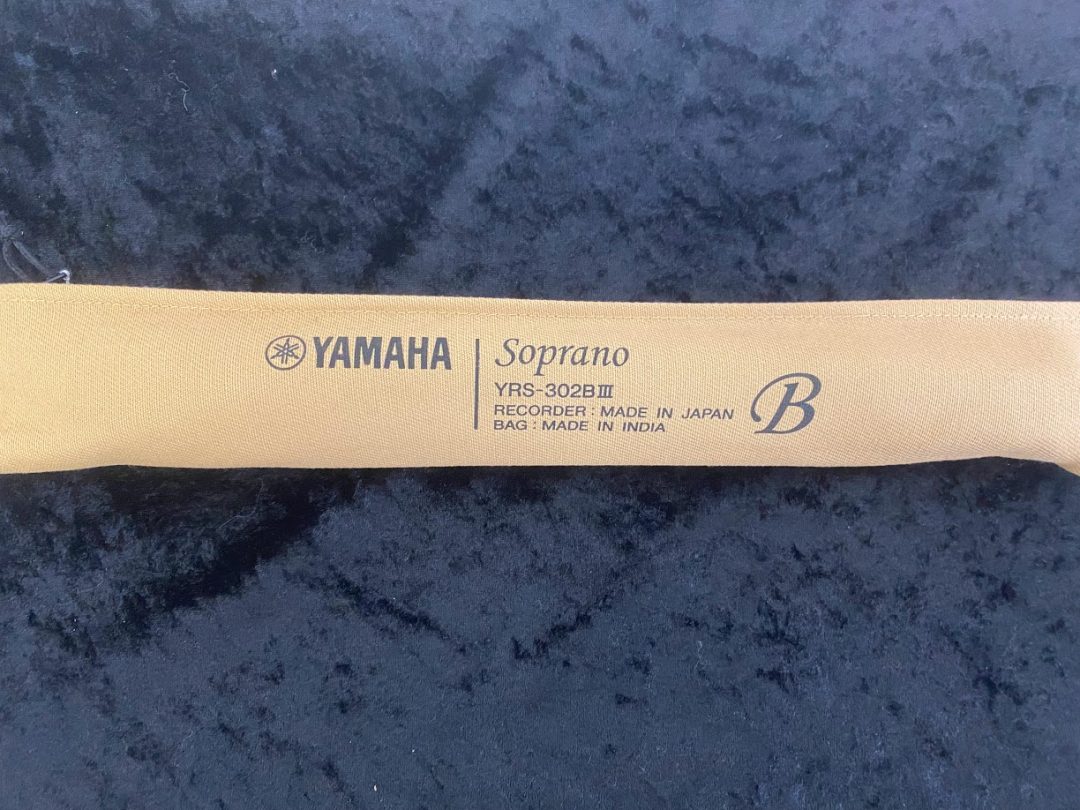 YAMAHA
Soprano
YRS-302BⅢ
RECORDER : MADE IN JAPAN
BAG : MADE IN INDIA
B